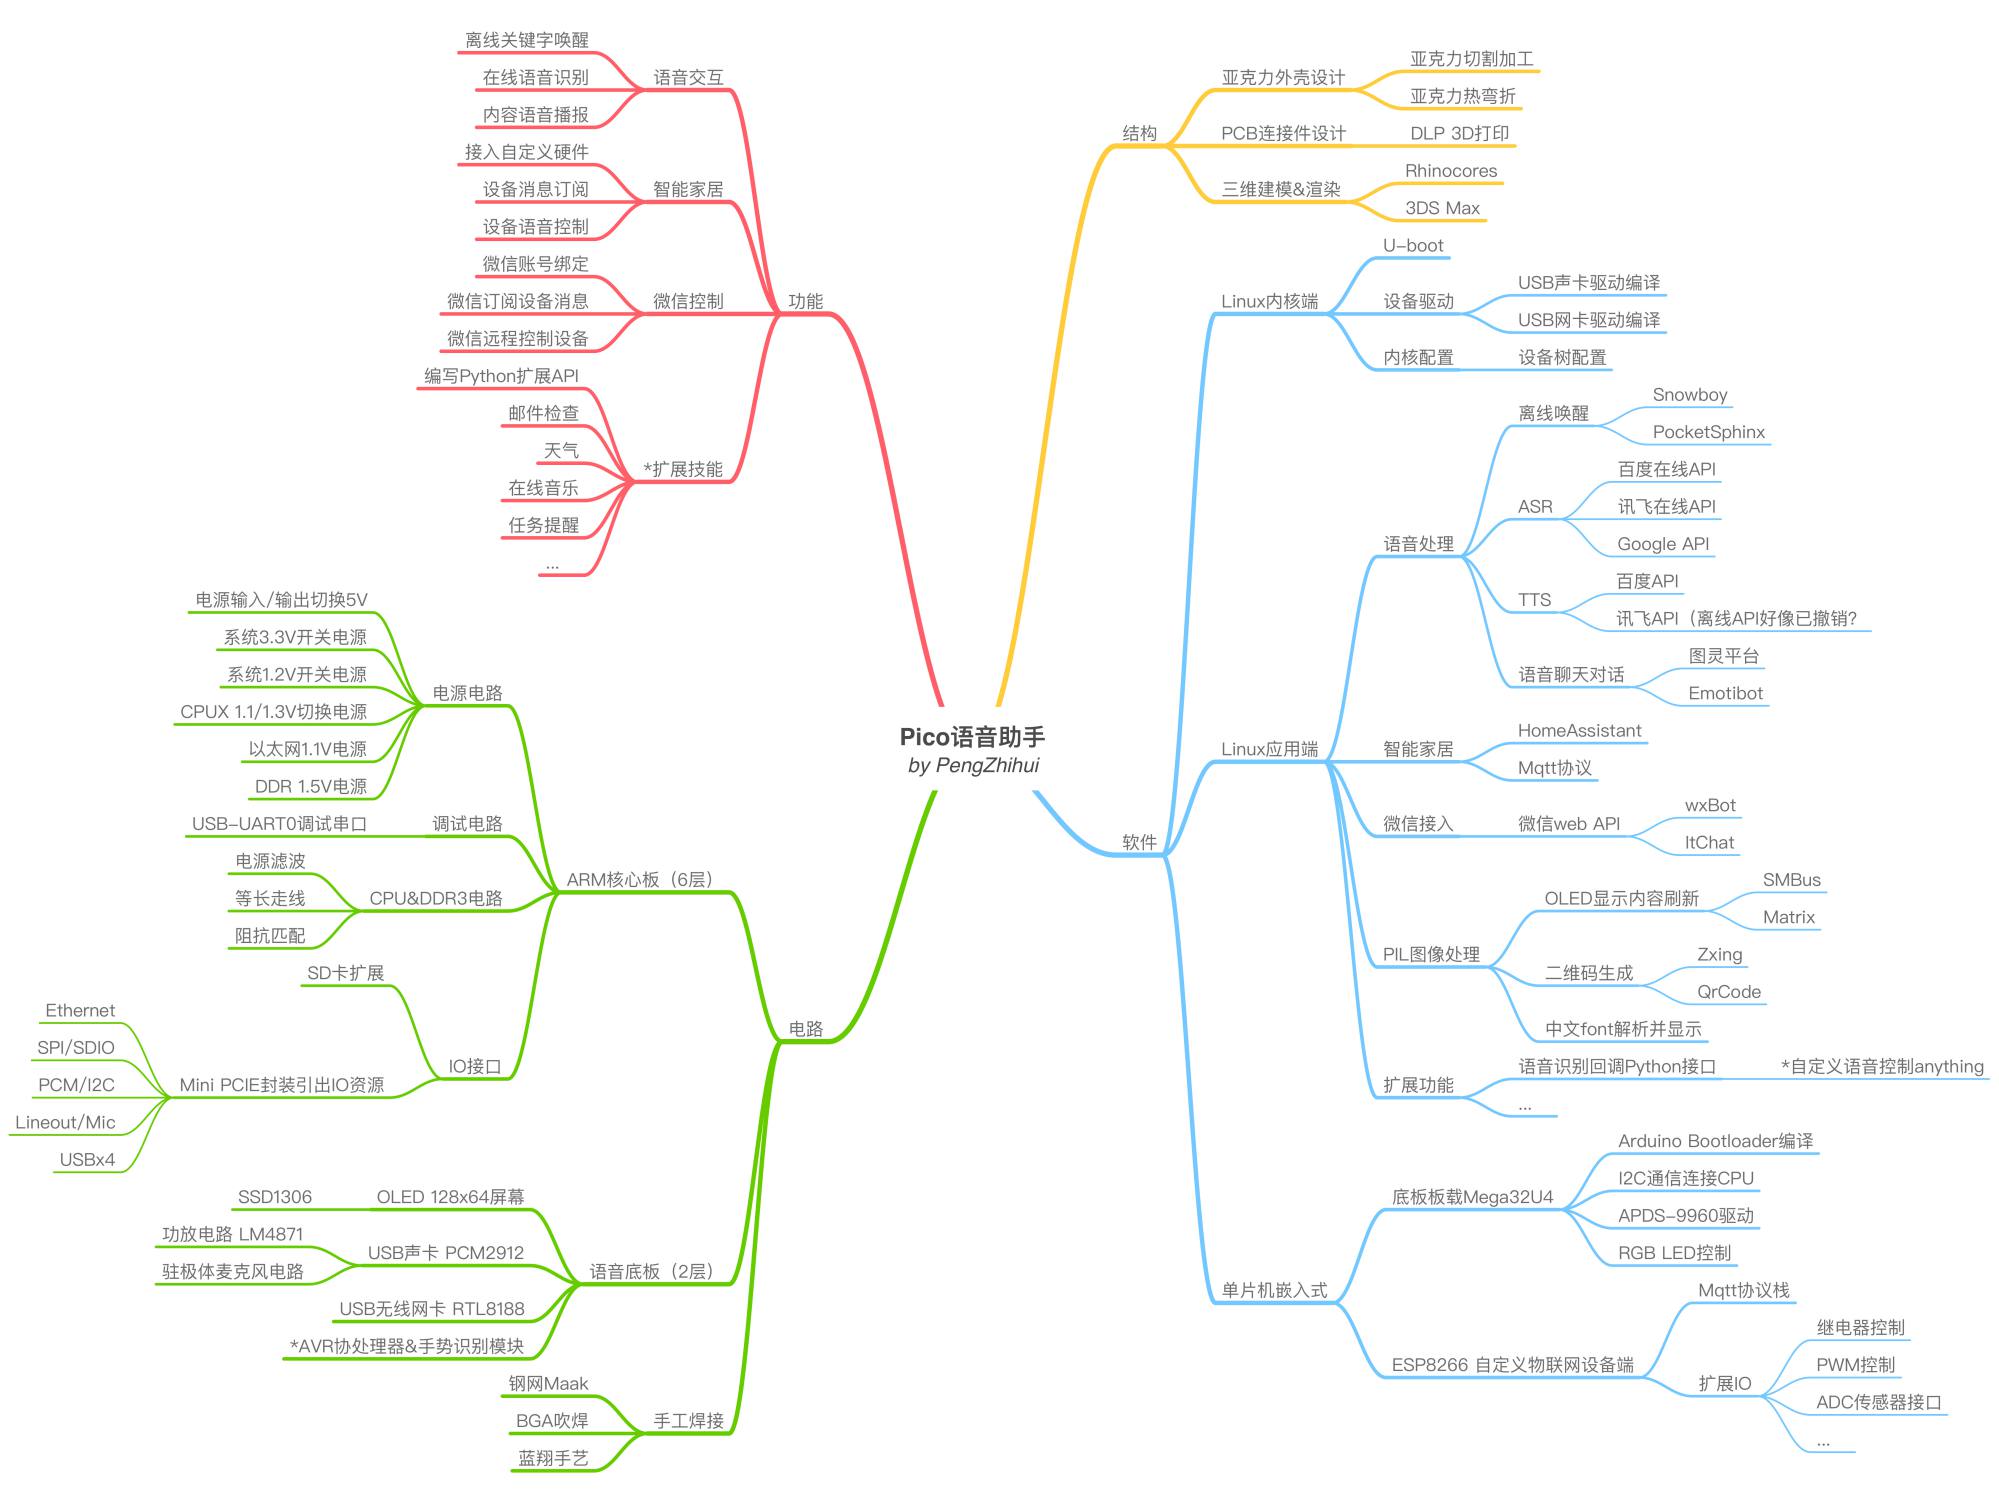 Pico语音助手
by PengZhihui
功能
语音交互
离线关键字唤醒
在线语音识别
内容语音播报
智能家居
接入自定义硬件
设备消息订阅
设备语音控制
微信控制
微信账号绑定
微信订阅设备消息
微信远程控制设备
*扩展技能
编写Python扩展API
邮件检查
天气
在线音乐
任务提醒
...
电路
ARM核心板（6层）
电源电路
电源输入/输出切换5V
系统3.3V开关电源
系统1.2V开关电源
CPUX 1.1/1.3V切换电源
以太网1.1V电源
DDR 1.5V电源
调试电路
USB-UART0调试串口
CPU&DDR3电路
电源滤波
等长走线
阻抗匹配
IO接口
SD卡扩展
Mini PCIE封装引出IO资源
Ethernet
SPI/SDIO
PCM/I2C
Lineout/Mic
USBx4
语音底板（2层）
OLED 128x64屏幕
SSD1306
USB声卡 PCM2912
功放电路 LM4871
驻极体麦克风电路
USB无线网卡 RTL8188
*AVR协处理器&手势识别模块
手工焊接
钢网Maak
BGA吹焊
蓝翔手艺
结构
亚克力外壳设计
亚克力切割加工
亚克力热弯折
PCB连接件设计
DLP 3D打印
三维建模&渲染
Rhinocores
3DS Max
软件
Linux内核端
U-boot
设备驱动
USB声卡驱动编译
USB网卡驱动编译
内核配置
设备树配置
Linux应用端
语音处理
离线唤醒
Snowboy
PocketSphinx
ASR
百度在线API
讯飞在线API
Google API
TTS
百度API
讯飞API（离线API好像已撤销?
语音聊天对话
图灵平台
Emotibot
智能家居
HomeAssistant
Mqtt协议
微信接入
微信web API
wxBot
ItChat
PIL图像处理
OLED显示内容刷新
SMBus
Matrix
二维码生成
Zxing
QrCode
中文font解析并显示
扩展功能
语音识别回调Python接口
*自定义语音控制anything
...
单片机嵌入式
底板板载Mega32U4
Arduino Bootloader编译
I2C通信连接CPU
APDS-9960驱动
RGB LED控制
ESP8266 自定义物联网设备端
Mqtt协议栈
扩展IO
继电器控制
PWM控制
ADC传感器接口
...